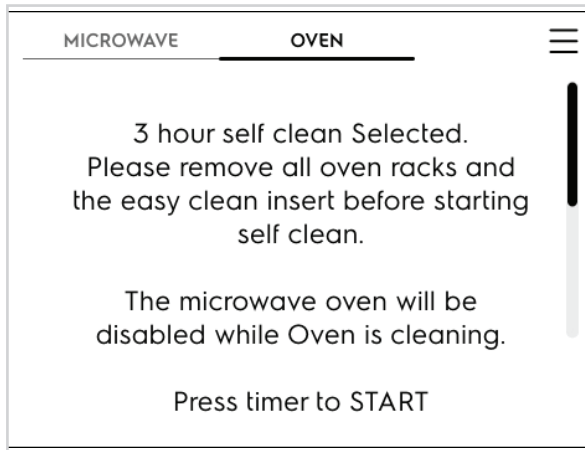 MICROWAVE OVEN
3 hour self clean Selected.
Please remove all oven racks and
the easy clean insert before starting
self clean.
The microwave oven will be
disabled while Oven is cleaning.
Press timer to START